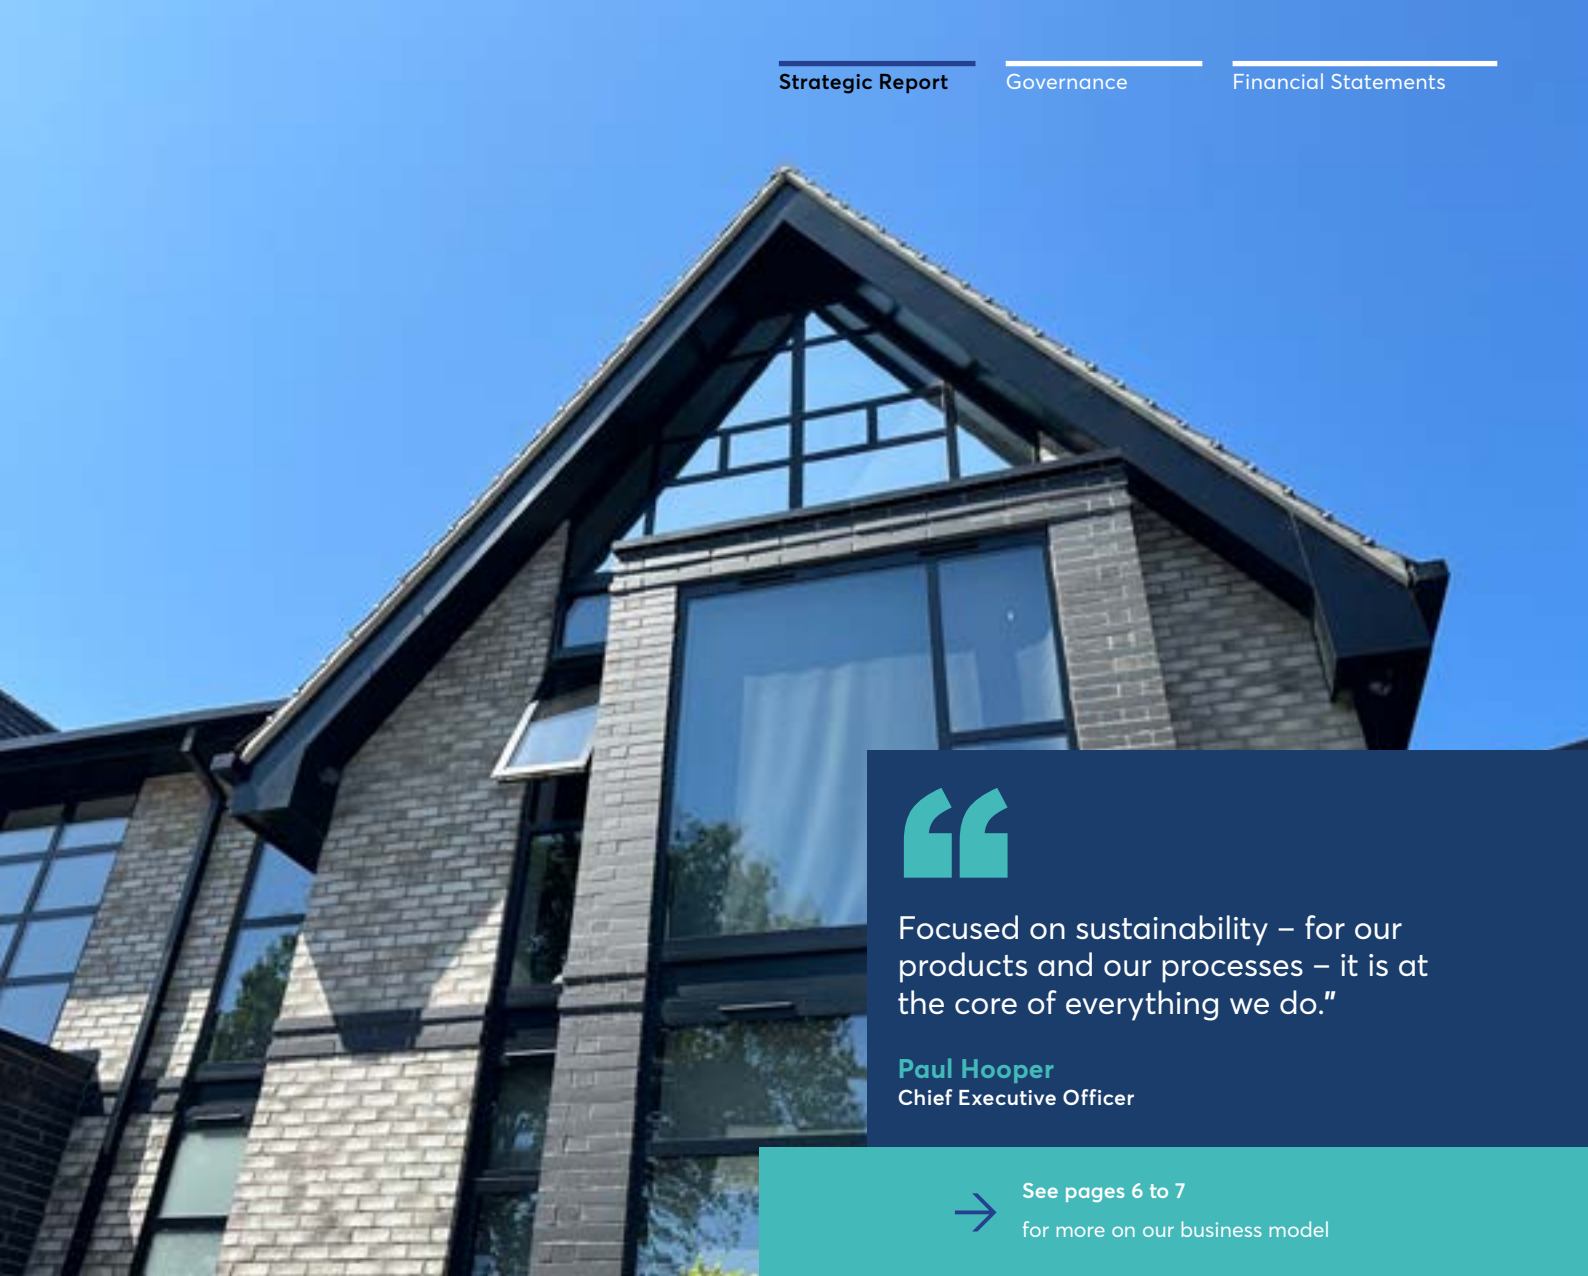 Strategic Report
Governance
Financial Statements
“
Focused on sustainability – for our
products and our processes – it is at
the core of everything we do.”
Paul Hooper
Chief Executive Officer
See pages 6 to 7
for more on our business model